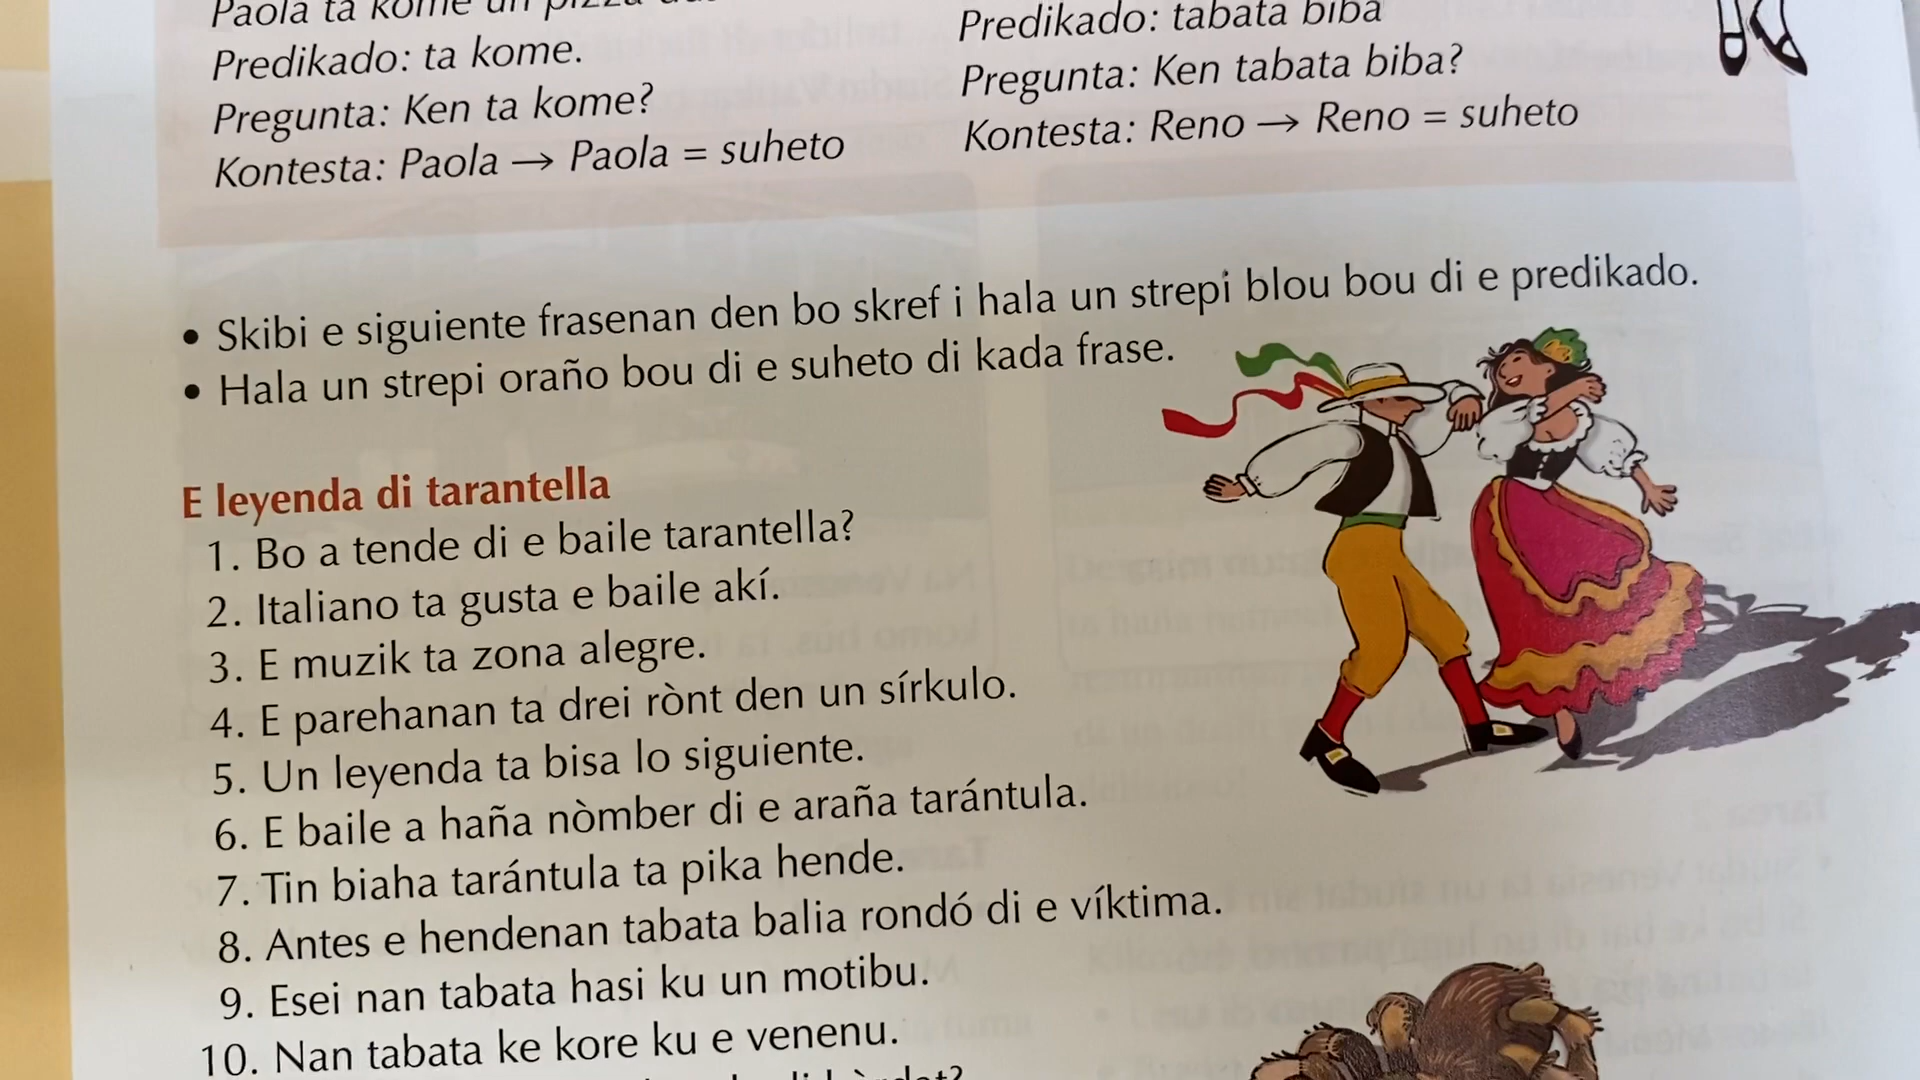 Paola ta kome un pizza
Predikado: ta kome.
Pregunta: Ken ta kome?
Kontesta: Paola → Paola = suheto
Predikado: tabata biba
Pregunta: Ken tabata biba?
Kontesta: Reno → Reno = suheto
• Skibi e siguiente frasenan den bo skref i hala un strepi blou bou di e predikado.
• Hala un strepi oraño bou di e suheto di kada frase.
E leyenda di tarantella
1. Bo a tende di e baile tarantella?
2. Italiano ta gusta e baile akí.
3. E muzik ta zona alegre.
4. E parehanan ta drei rònt den un sírkulo.
5. Un leyenda ta bisa lo siguiente.
6. E baile a haña nòmber di e araña tarántula.
7. Tin biaha tarántula ta pika hende.
8. Antes e hendenan tabata balia rondó di e víktima.
9. Esei nan tabata hasi ku un motibu.
10. Nan tabata ke kore ku e venenu.